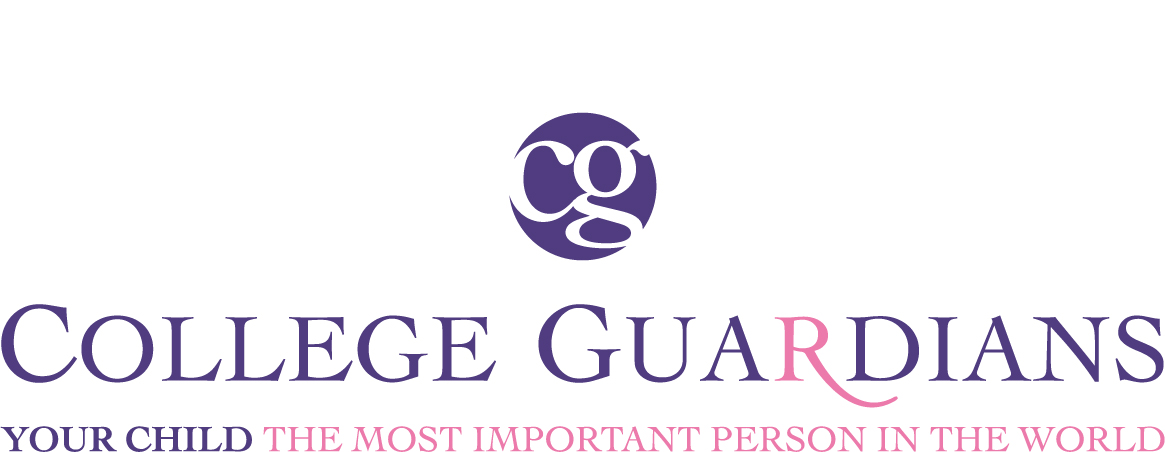 cg
COLLEGE GUARDIANS
YOUR CHILD THE MOST IMPORTANT PERSON IN THE WORLD